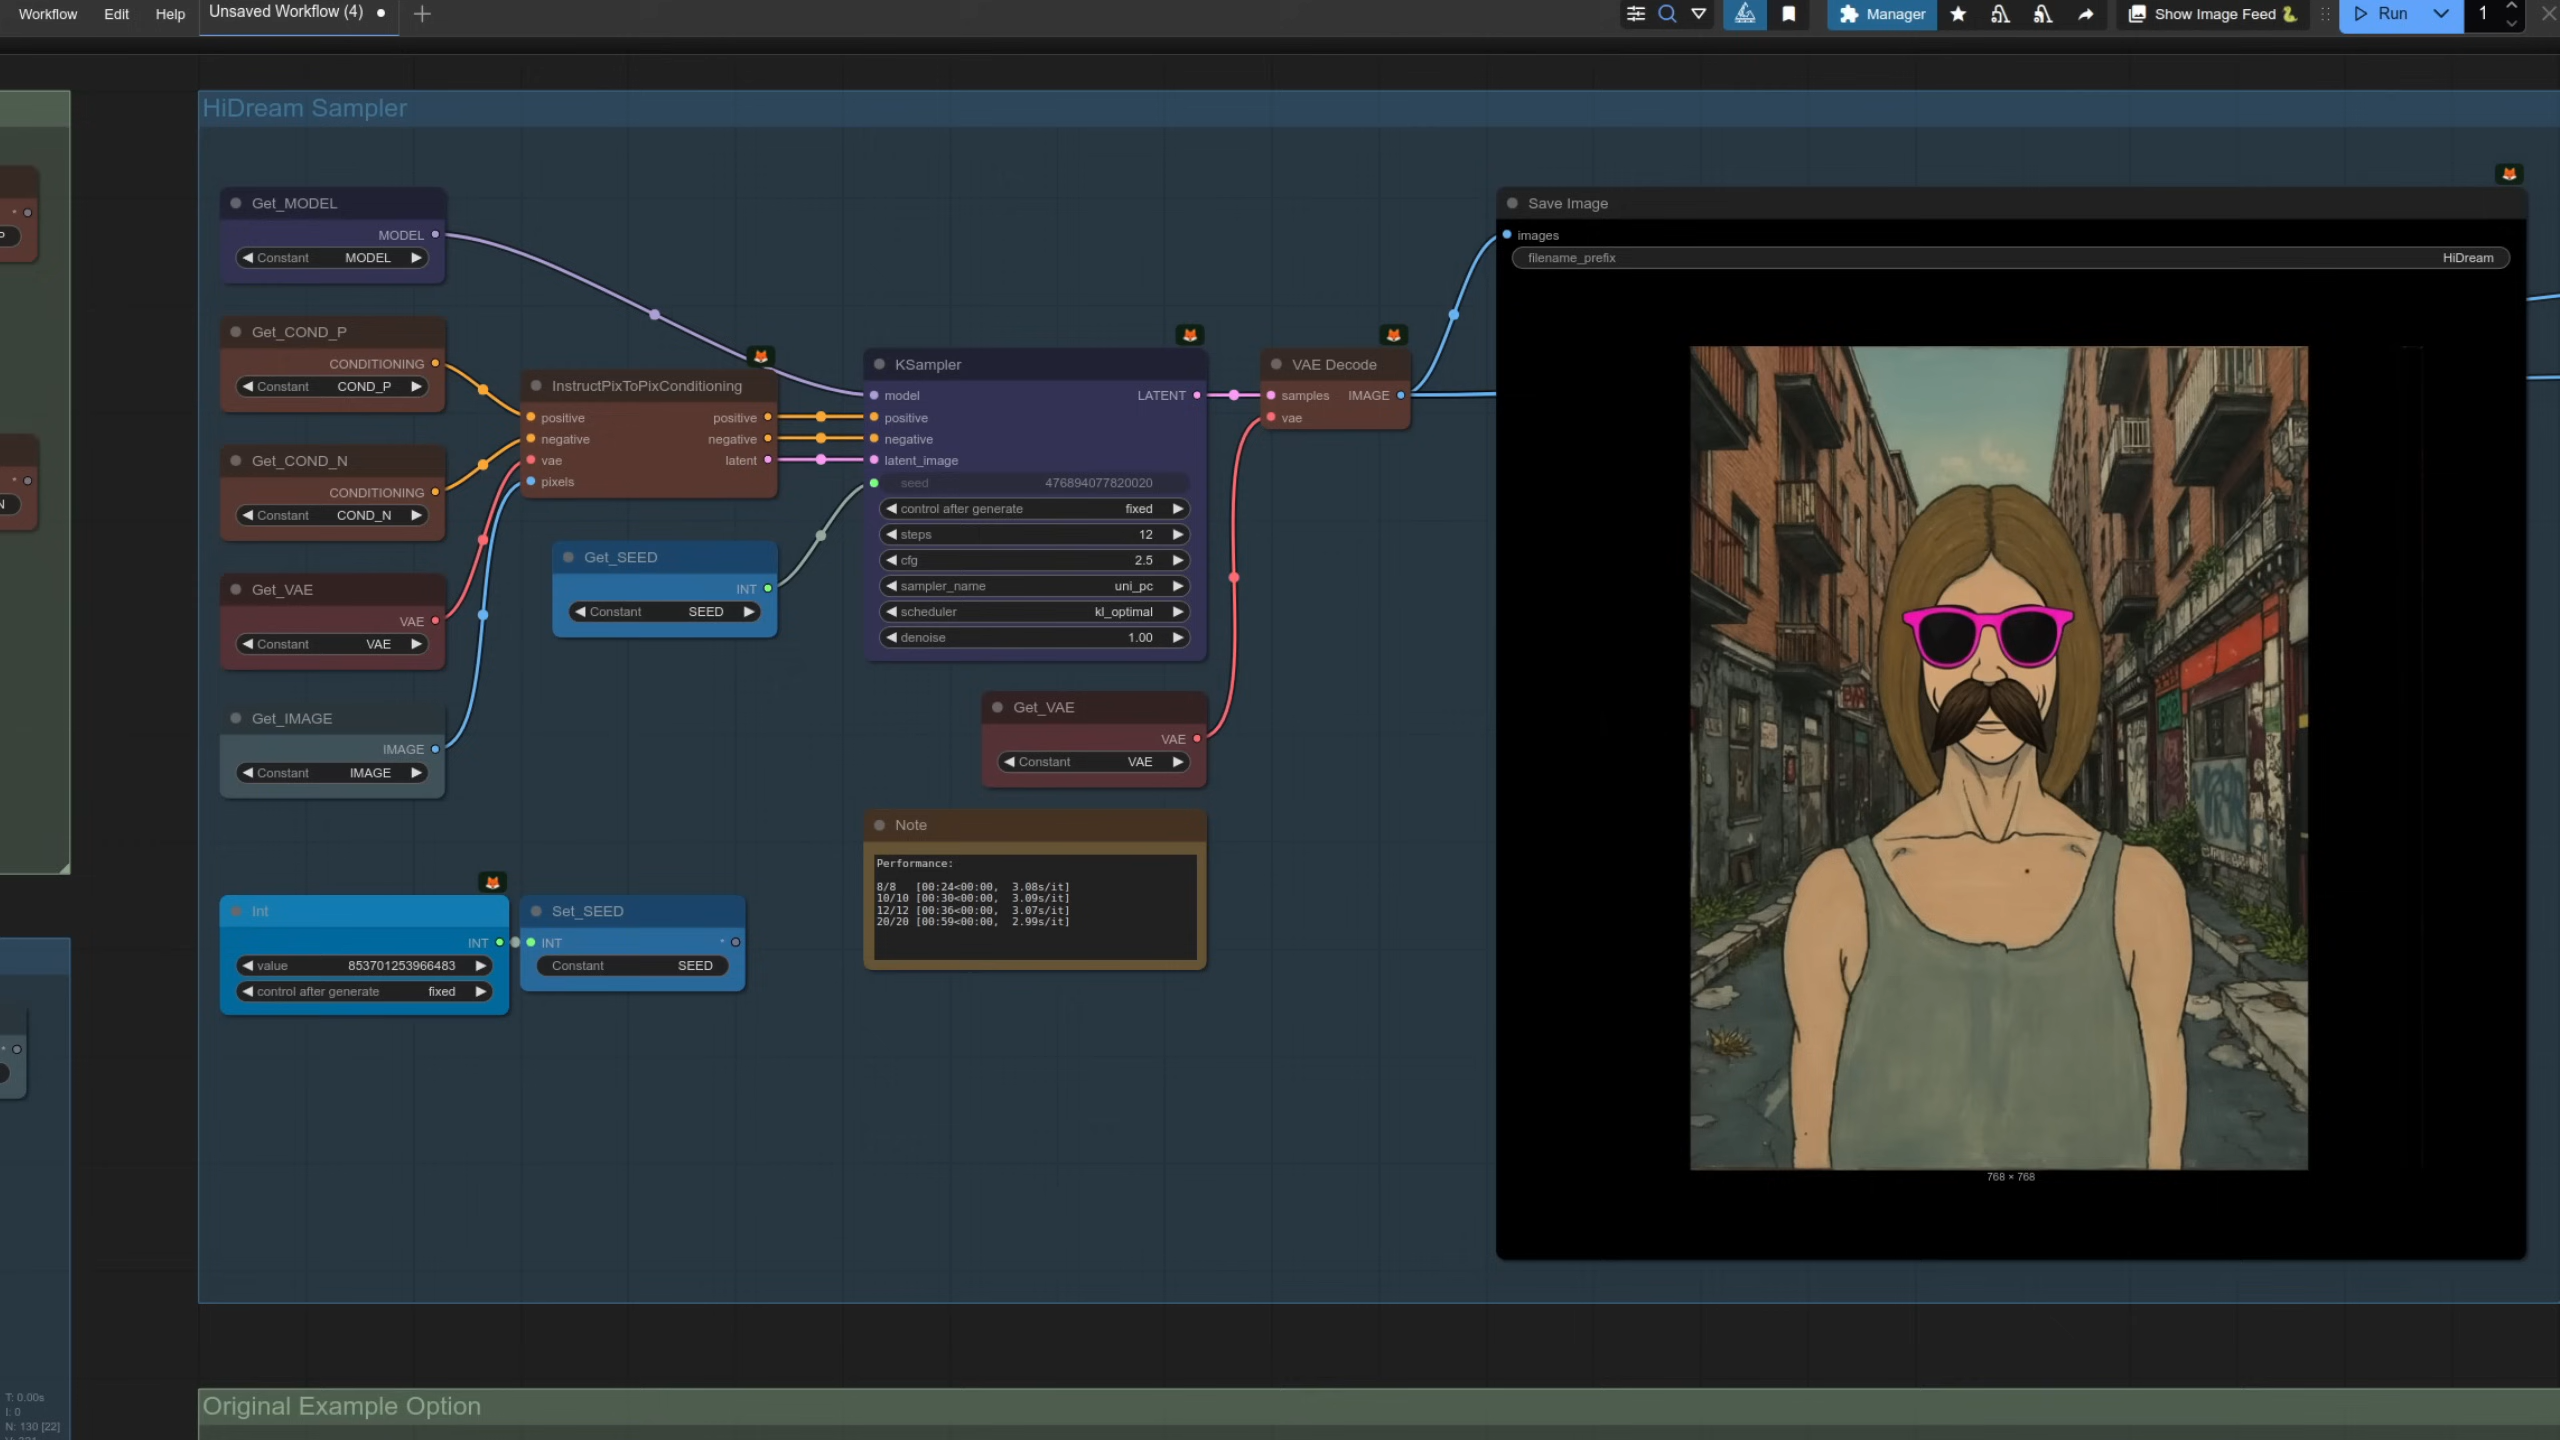 Workflow Edit Help Unsaved Workflow (4) Manager Show Image Feed Run 1
HiDream Sampler
Get_MODEL
MODEL
Constant MODEL
Get_COND_P
CONDITIONING
Constant COND_P
Get_COND_N
CONDITIONING
Constant COND_N
Get_VAE
VAE
Constant VAE
Get_IMAGE
IMAGE
Constant IMAGE
InstructPixToPixConditioning
positive positive
negative negative
vae latent
pixels
Get_SEED
INT
Constant SEED
KSampler
model LATENT
positive
negative
latent_image
seed 476894077820020
control after generate fixed
steps 12
cfg 2.5
sampler_name uni_pc
scheduler kl_optimal
denoise 1.00
VAE Decode
samples IMAGE
vae
Get_VAE
VAE
Constant VAE
Note
Performance:
8/8 [00:24<00:00, 3.08s/it]
10/10 [00:30<00:00, 3.09s/it]
12/12 [00:36<00:00, 3.07s/it]
20/20 [00:59<00:00, 2.99s/it]
Int
INT
value 853701253966483
control after generate fixed
Set_SEED
INT
Constant SEED
Save Image
images
filename_prefix HiDream
768 × 768
T: 0.00s
I: 0
N: 130 [22]
Original Example Option